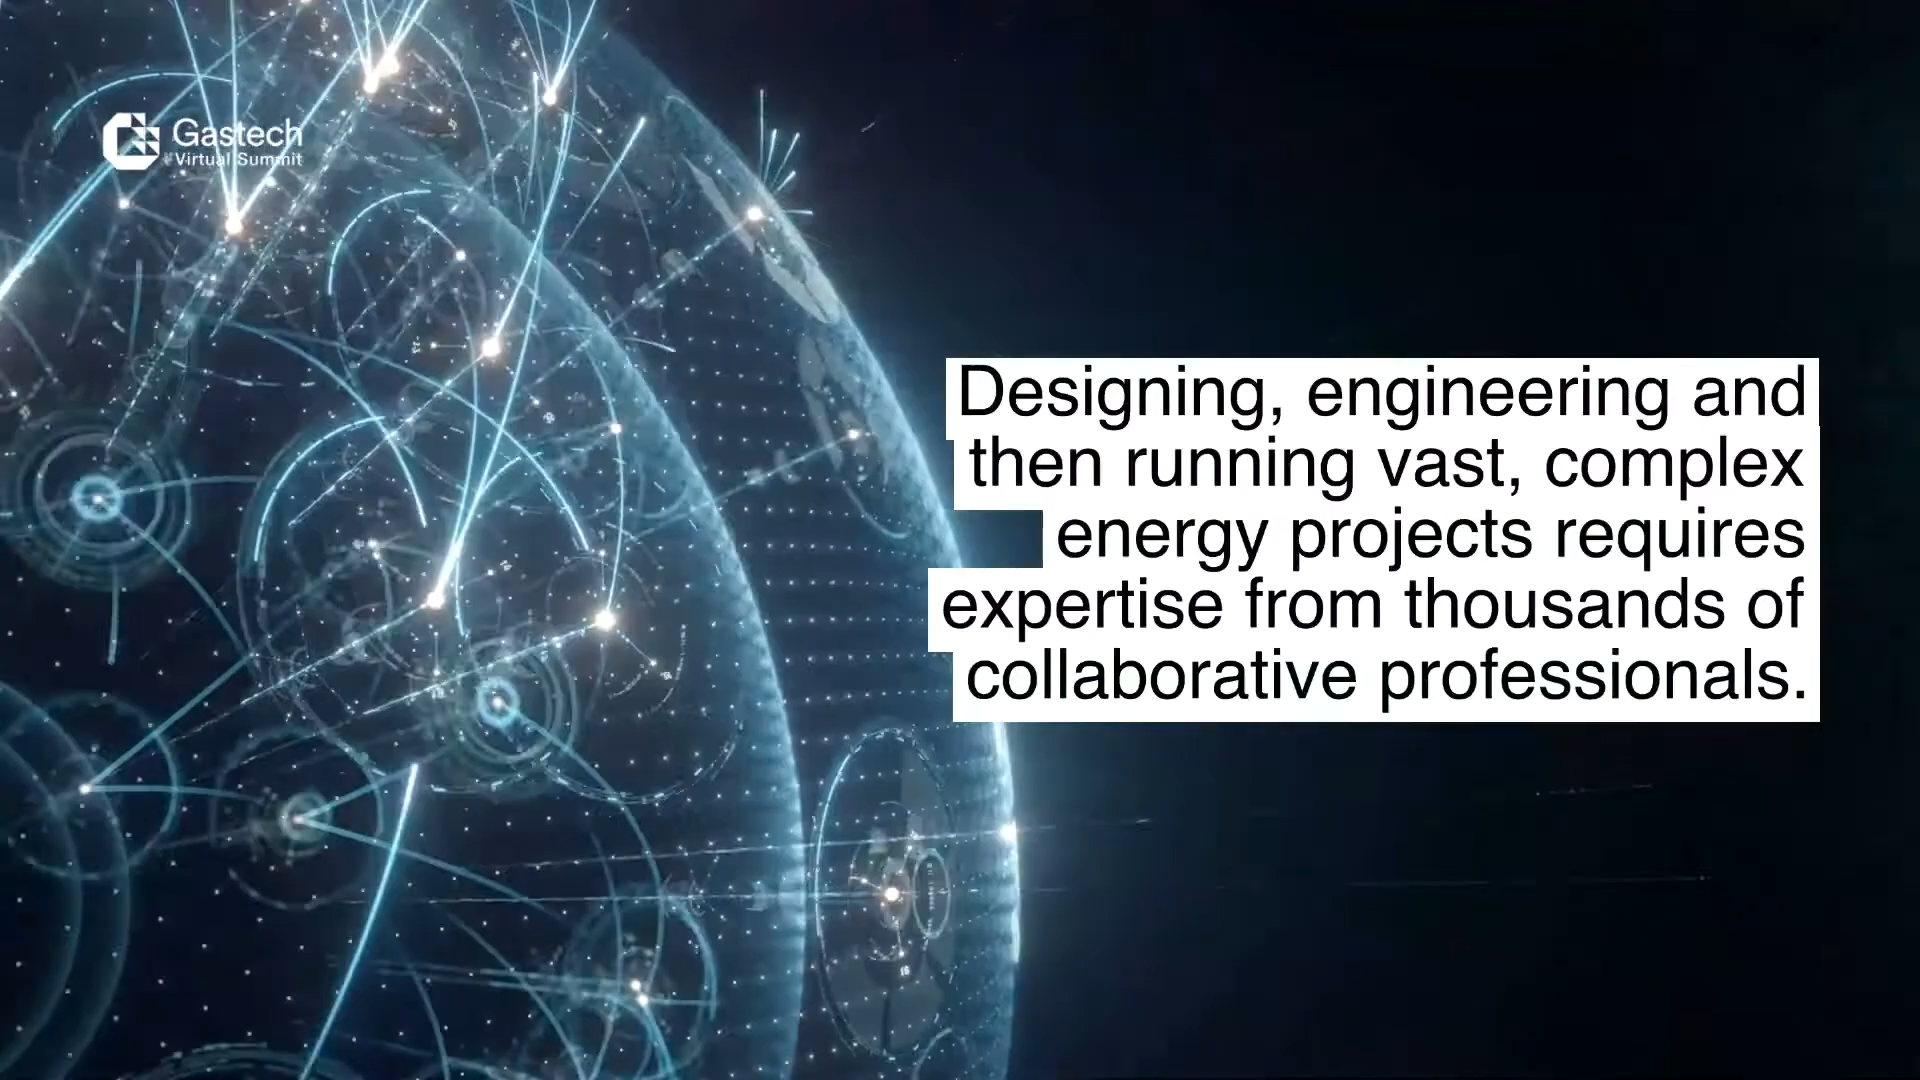 Gastech
Virtual Summit
Designing, engineering and
then running vast, complex
energy projects requires
expertise from thousands of
collaborative professionals.